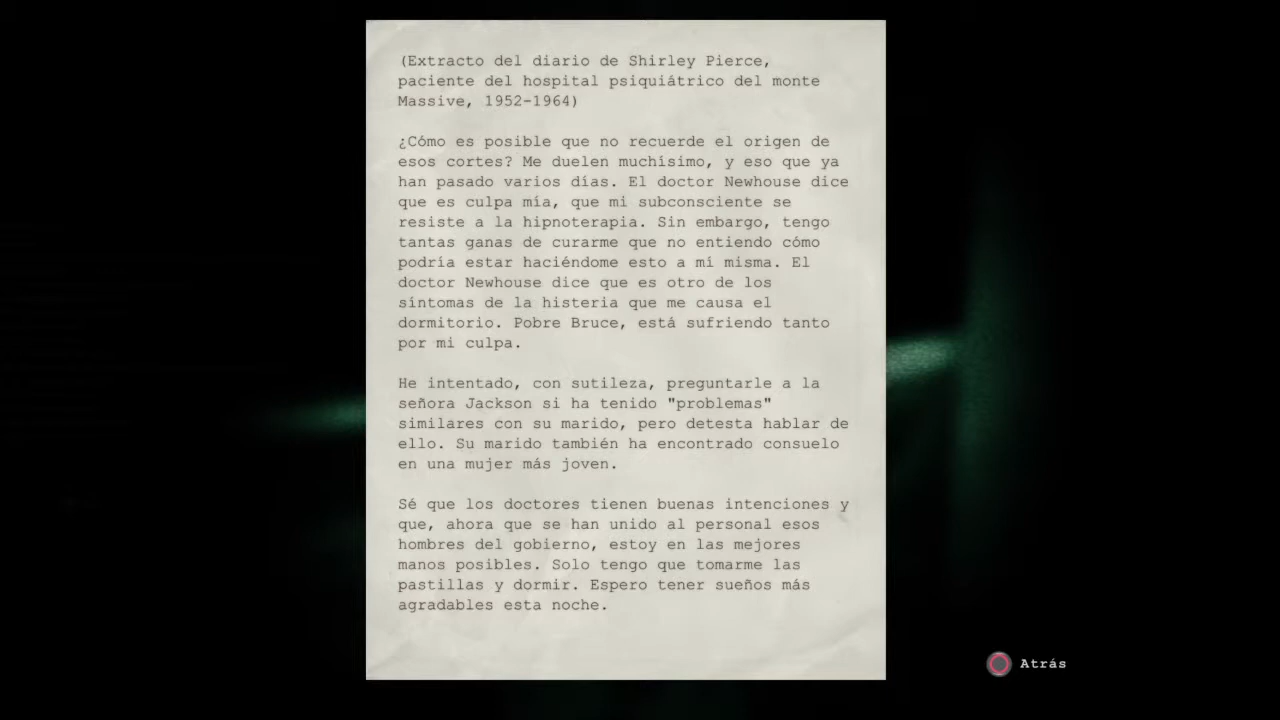 (Extracto del diario de Shirley Pierce,
paciente del hospital psiquiátrico del monte
Massive, 1952-1964)
¿Cómo es posible que no recuerde el origen de
esos cortes? Me duelen muchísimo, y eso que ya
han pasado varios días. El doctor Newhouse dice
que es culpa mía, que mi subconsciente se
resiste a la hipnoterapia. Sin embargo, tengo
tantas ganas de curarme que no entiendo cómo
podría estar haciéndome esto a mí misma. El
doctor Newhouse dice que es otro de los
síntomas de la histeria que me causa el
dormitorio. Pobre Bruce, está sufriendo tanto
por mi culpa.
He intentado, con sutileza, preguntarle a la
señora Jackson si ha tenido "problemas"
similares con su marido, pero detesta hablar de
ello. Su marido también ha encontrado consuelo
en una mujer más joven.
Sé que los doctores tienen buenas intenciones y
que, ahora que se han unido al personal esos
hombres del gobierno, estoy en las mejores
manos posibles. Solo tengo que tomarme las
pastillas y dormir. Espero tener sueños más
agradables esta noche.
Atrás